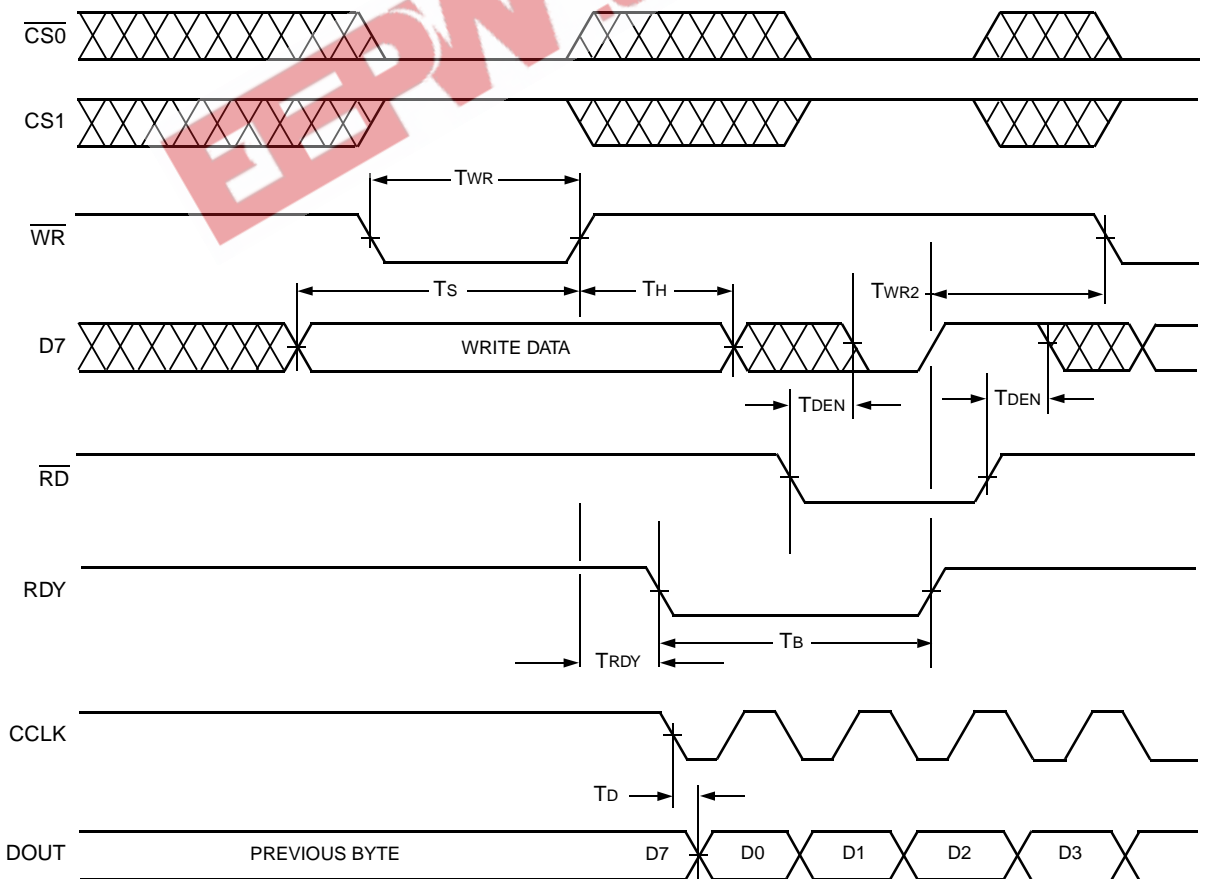 CS0
CS1
TWR
WR
TS
TH
TWR2
D7
WRITE DATA
TDEN
TDEN
RD
RDY
TB
TRDY
CCLK
TD
DOUT
PREVIOUS BYTE
D7
D0
D1
D2
D3
EEPW